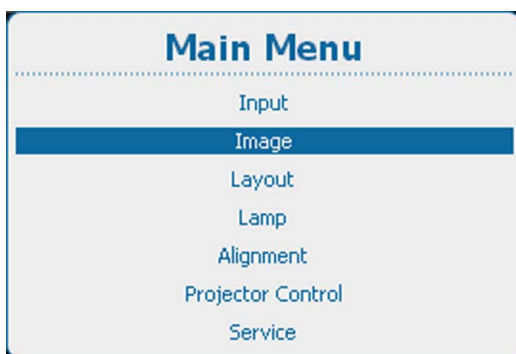 Main Menu
Input
Image
Layout
Lamp
Alignment
Projector Control
Service